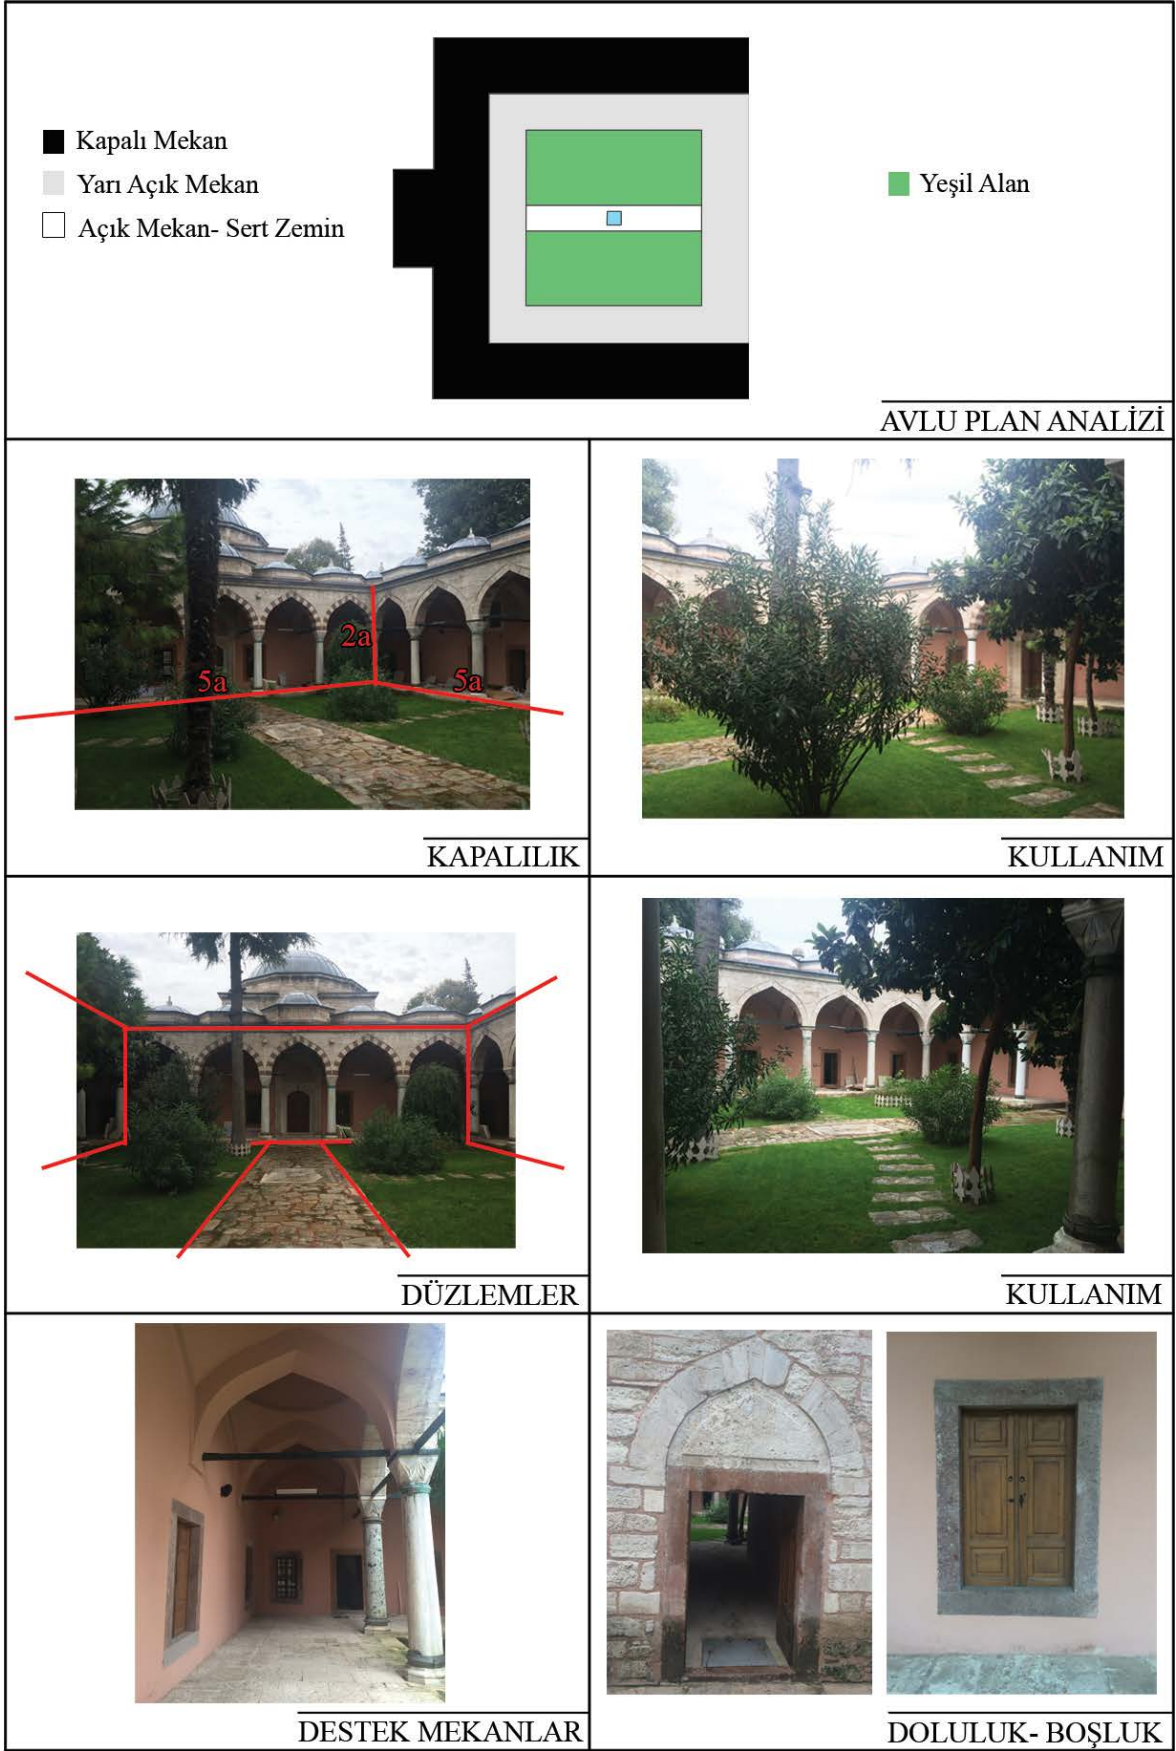 Kapalı Mekan
Yarı Açık Mekan
Açık Mekan- Sert Zemin
Yeşil Alan
AVLU PLAN ANALİZİ
2a
5a
5a
KAPALILIK
KULLANIM
DÜZLEMLER
KULLANIM
DESTEK MEKANLAR
DOLULUK- BOŞLUK